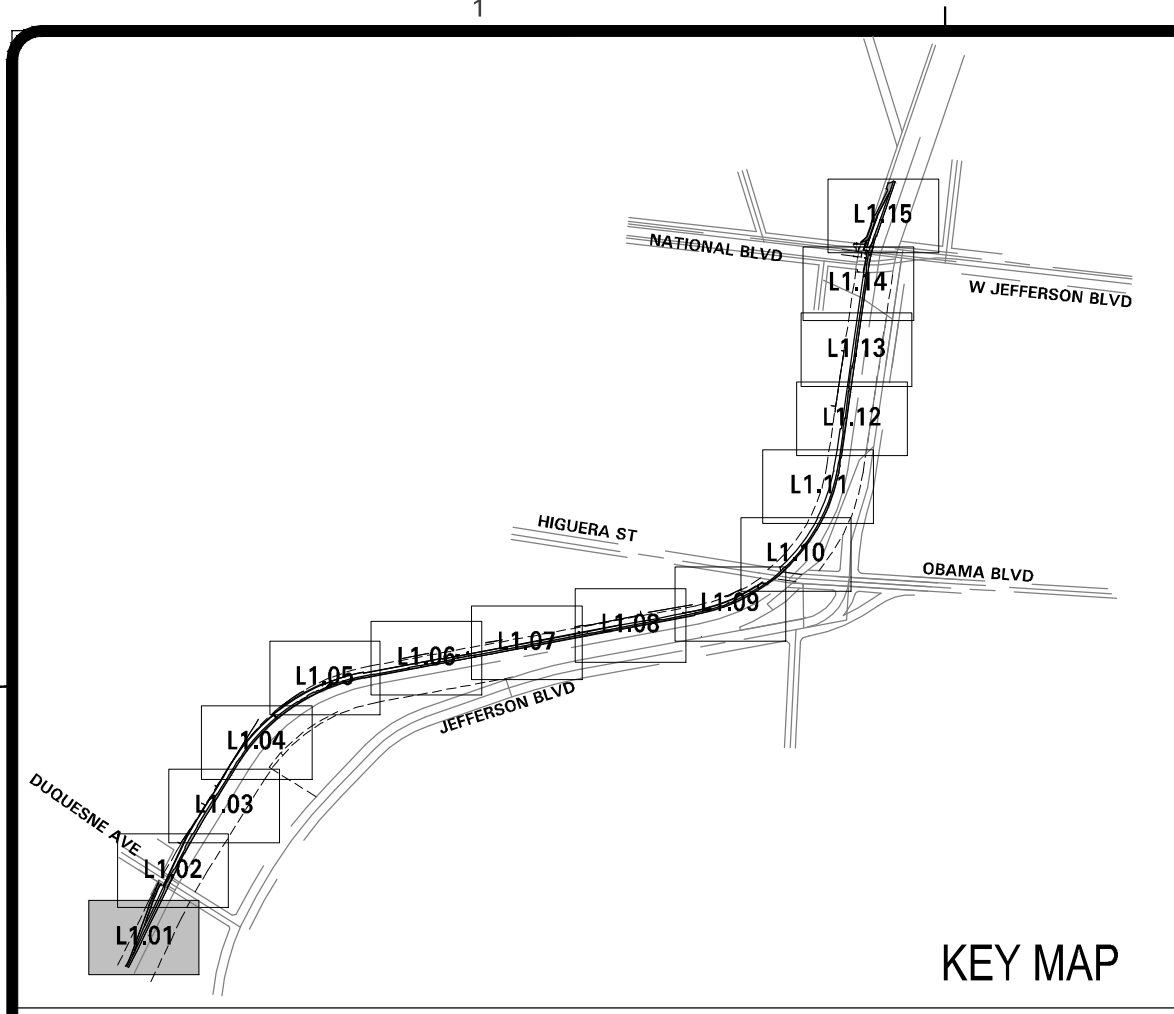 1
L1.15
NATIONAL BLVD
L1.14
W JEFFERSON BLVD
L1.13
L1.12
L1.11
HIGUERA ST
L1.10
OBAMA BLVD
L1.09
L1.08
L1.07
L1.06
L1.05
JEFFERSON BLVD
L1.04
L1.03
DUQUESNE AVE
L1.02
L1.01
KEY MAP